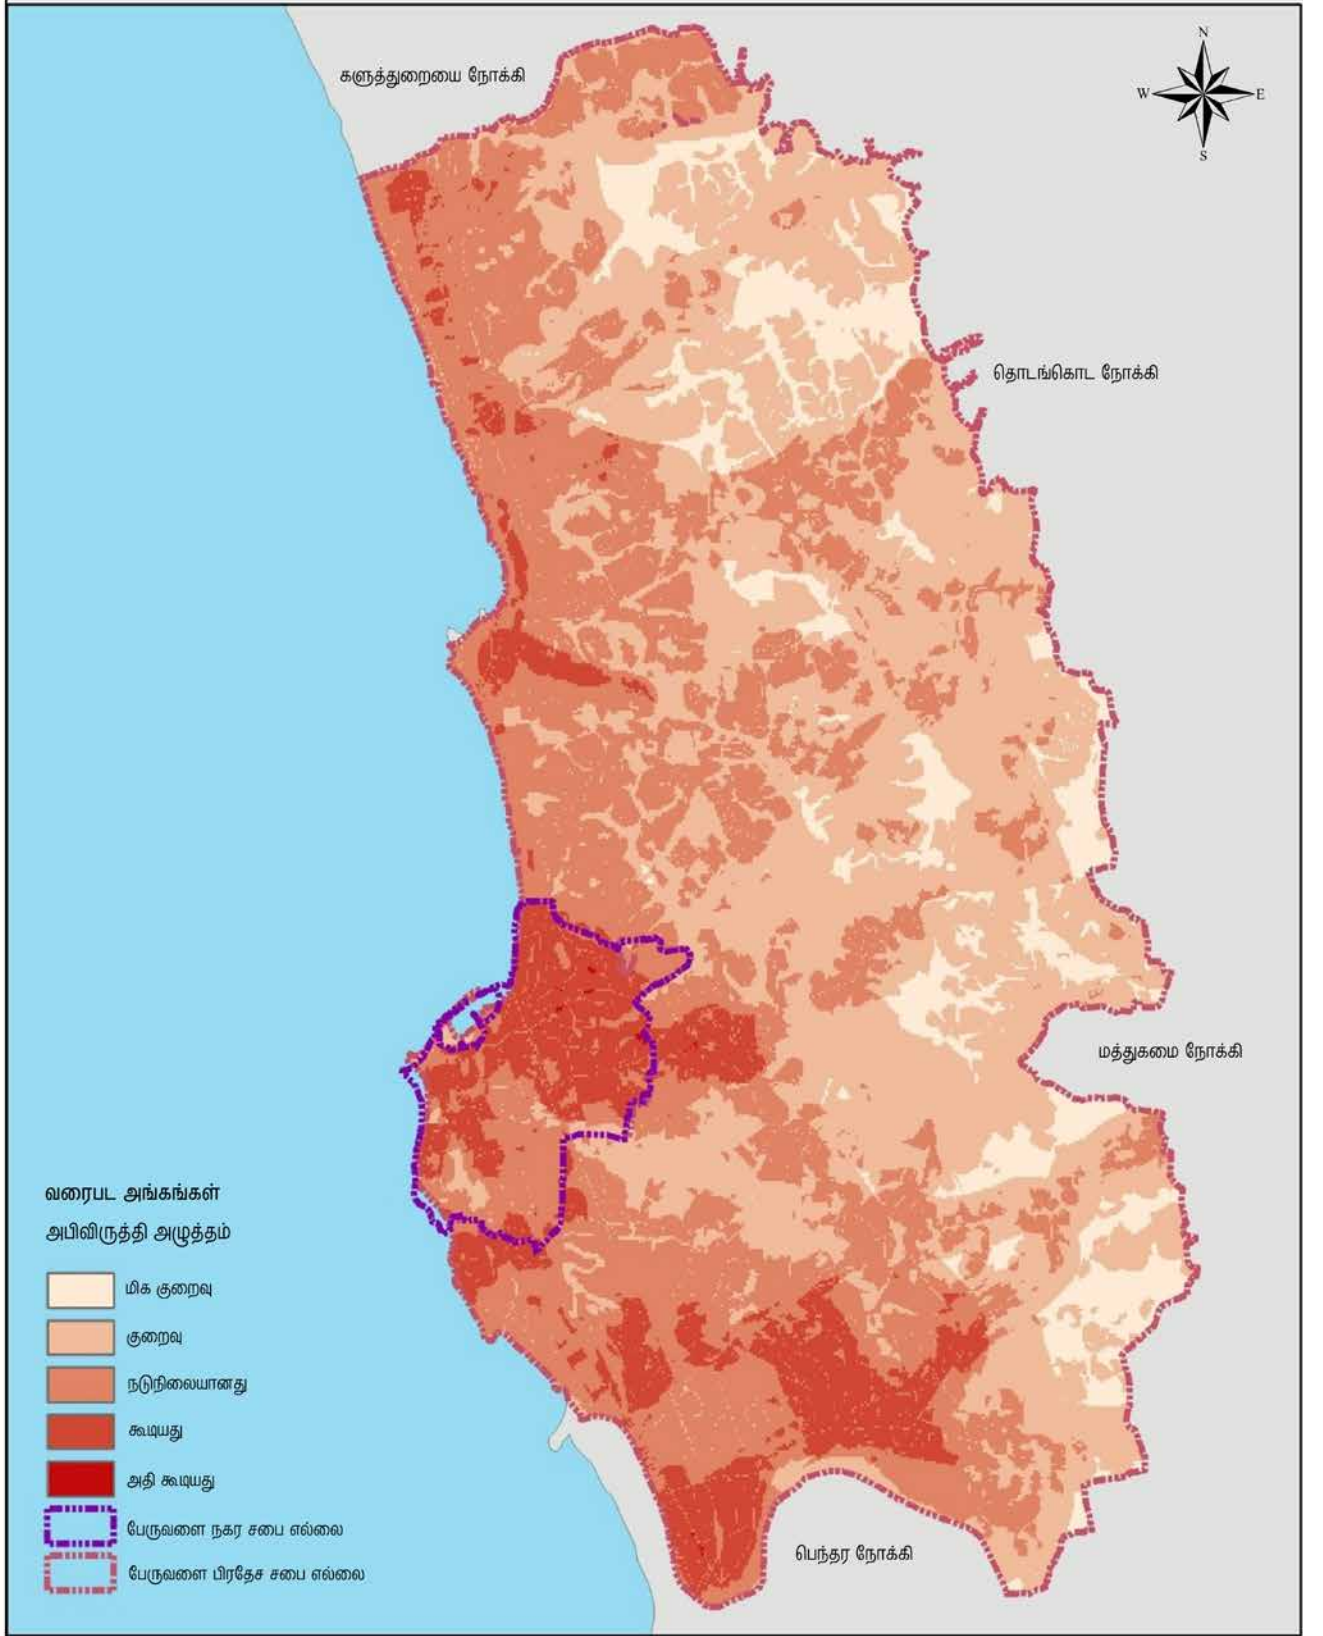 களுத்துறையை நோக்கி
N
W
E
S
தொடங்கொட நோக்கி
மத்துகமை நோக்கி
வரைபட அங்கங்கள்
அபிவிருத்தி அழுத்தம்
மிக குறைவு
குறைவு
நடுநிலையானது
கூடியது
அதி கூடியது
பேருவளை நகர சபை எல்லை
பெந்தர நோக்கி
பேருவளை பிரதேச சபை எல்லை